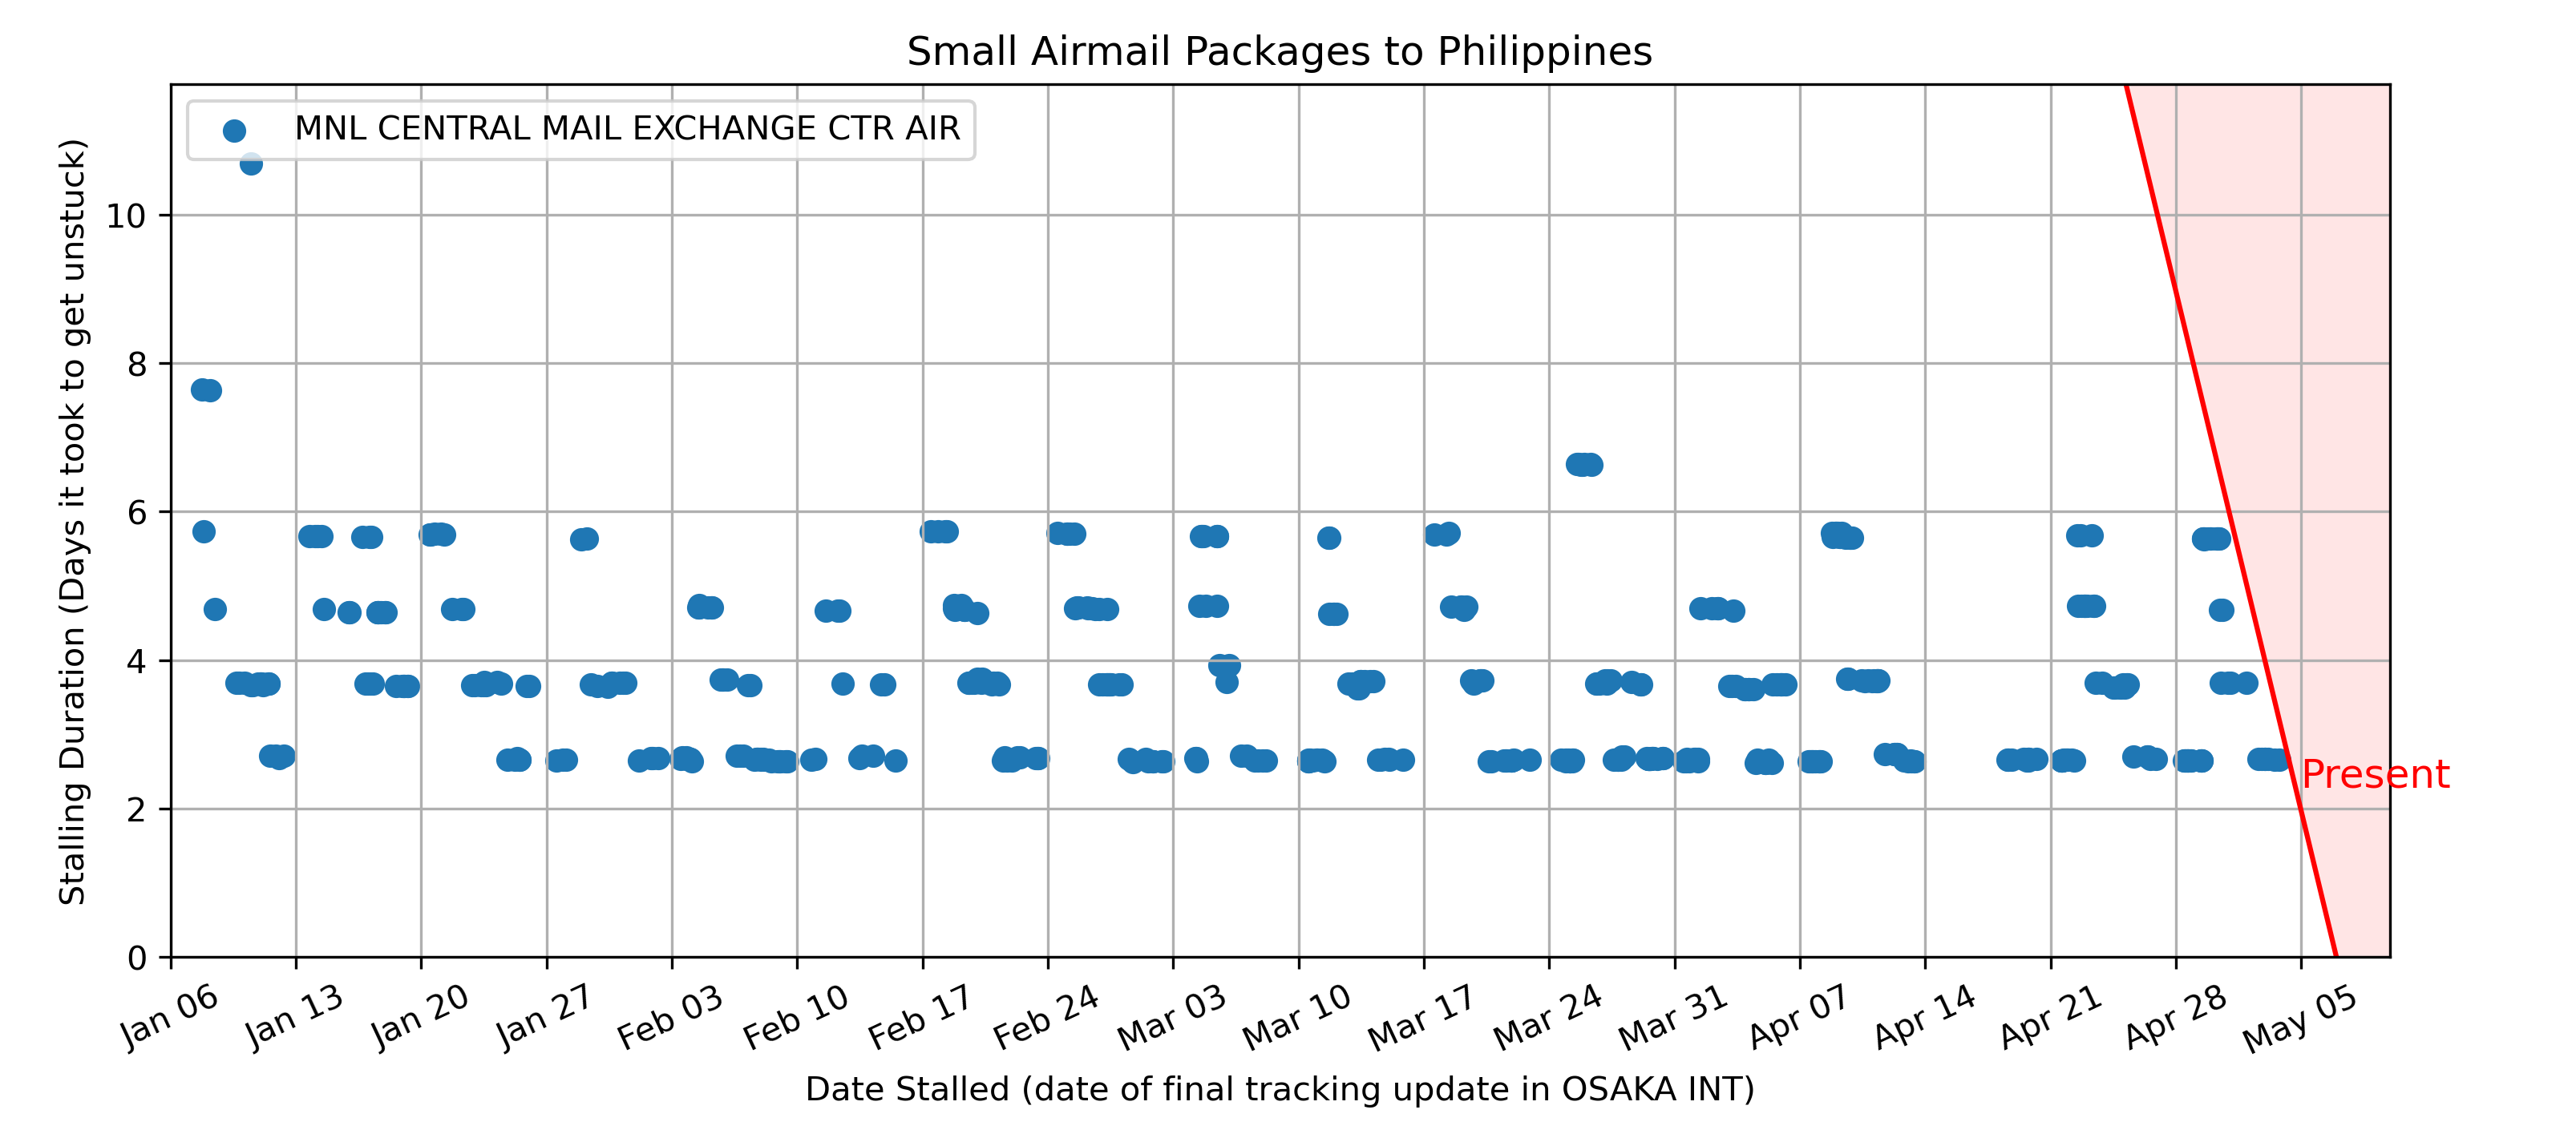 Small Airmail Packages to Philippines
MNL CENTRAL MAIL EXCHANGE CTR AIR
Stalling Duration (Days it took to get unstuck)
10
8
6
4
2
0
Present
Jan 06
Jan 13
Jan 20
Jan 27
Feb 03
Feb 10
Feb 17
Feb 24
Mar 03
Mar 10
Mar 17
Mar 24
Mar 31
Apr 07
Apr 14
Apr 21
Apr 28
May 05
Date Stalled (date of final tracking update in OSAKA INT)